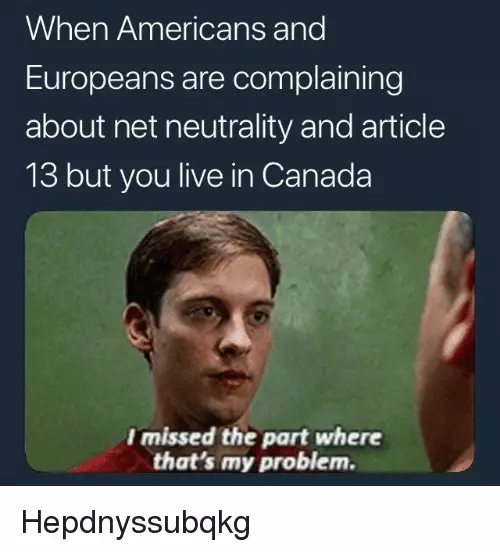 When Americans and
Europeans are complaining
about net neutrality and article
13 but you live in Canada
I missed the part where
that's my problem.
Hepdnyssubqkg